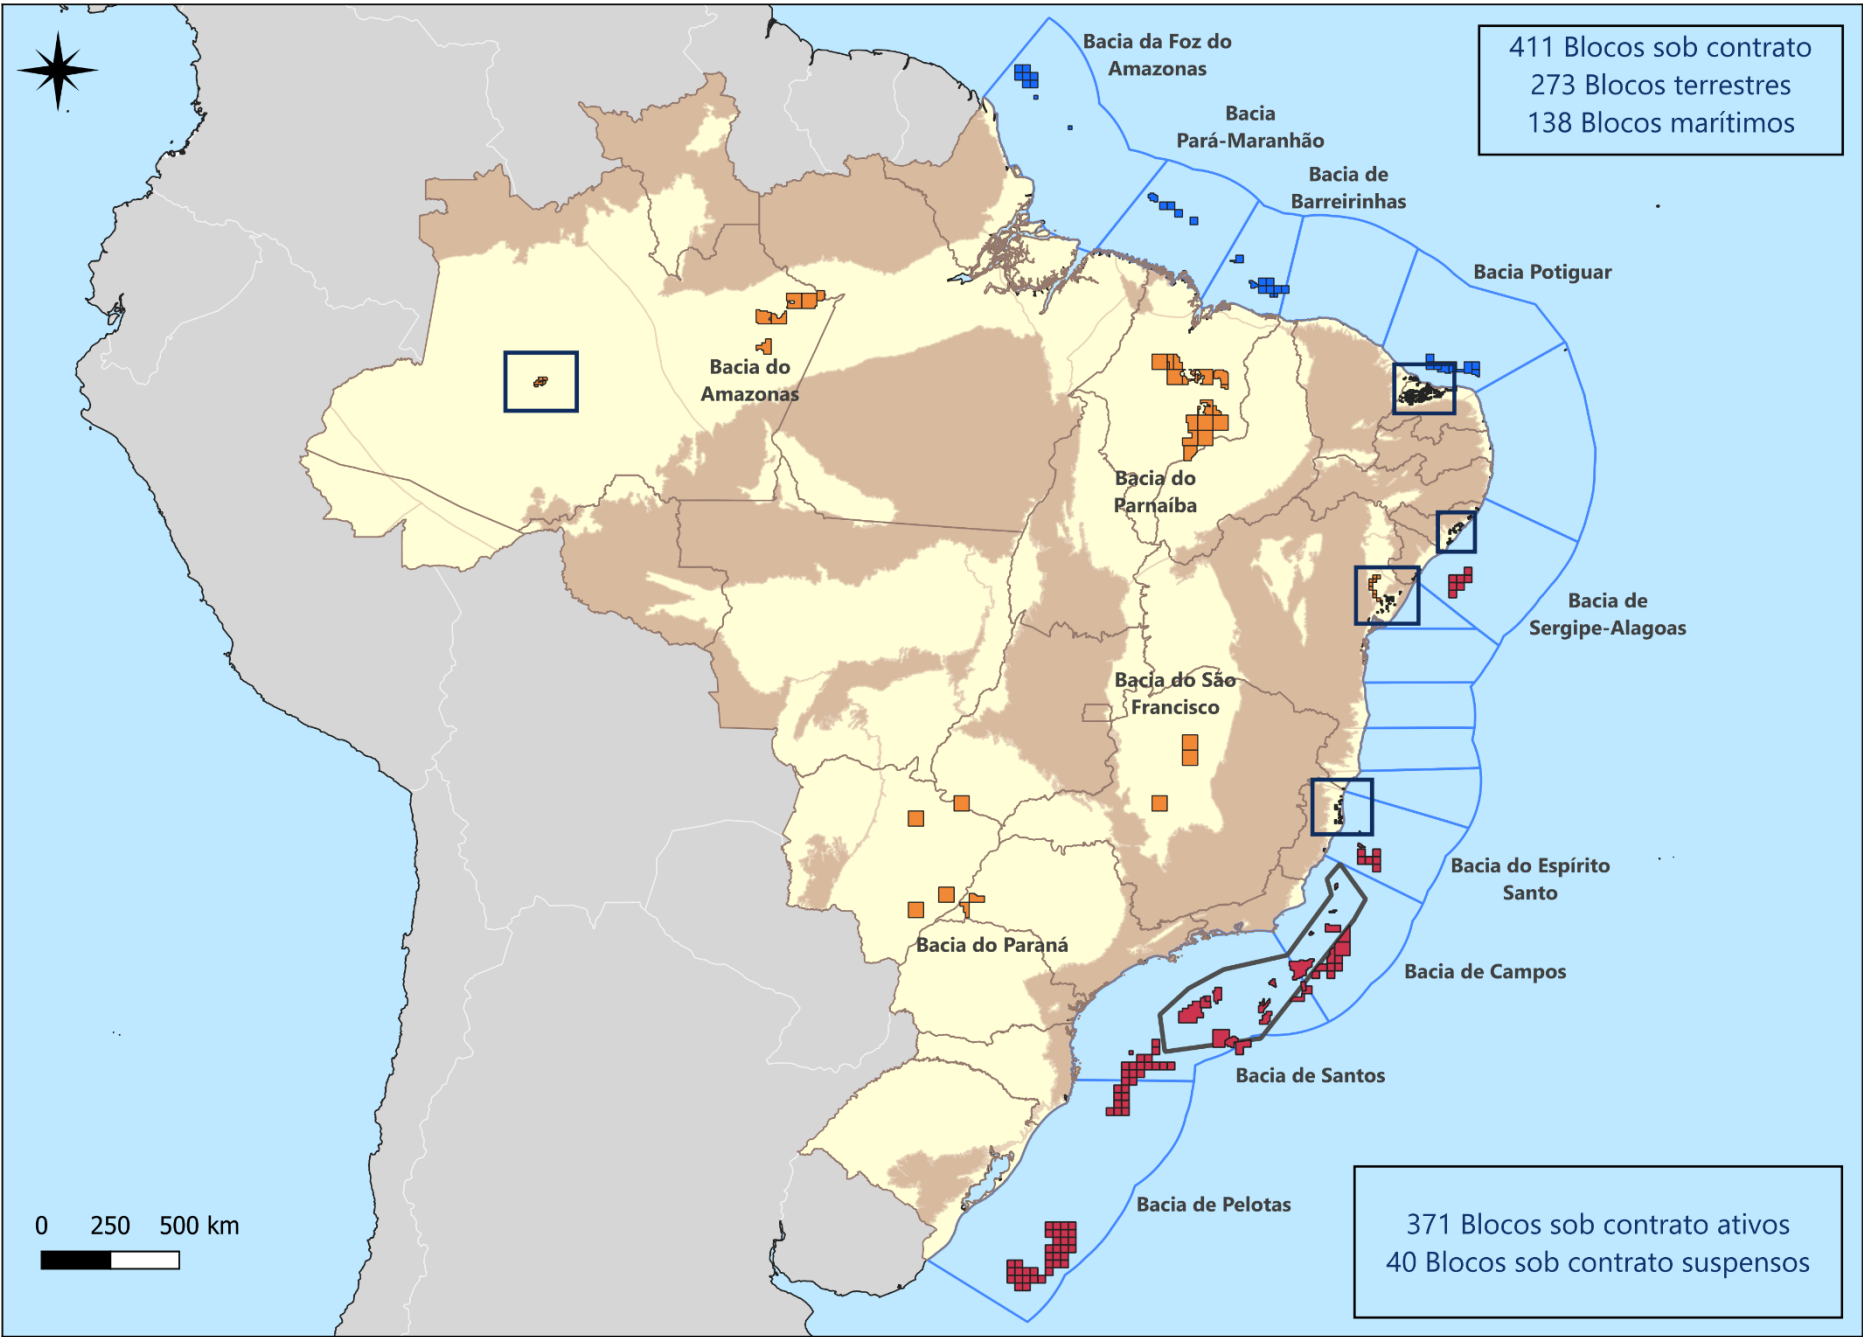 Bacia da Foz do
Amazonas
411 Blocos sob contrato
273 Blocos terrestres
138 Blocos marítimos
Bacia
Pará-Maranhão
Bacia de
Barreirinhas
Bacia Potiguar
Bacia do
Amazonas
Bacia do
Parnaíba
Bacia de
Sergipe-Alagoas
Bacia do São
Francisco
Bacia do Espírito
Santo
Bacia do Paraná
Bacia de Campos
Bacia de Santos
Bacia de Pelotas
0 250 500 km
371 Blocos sob contrato ativos
40 Blocos sob contrato suspensos